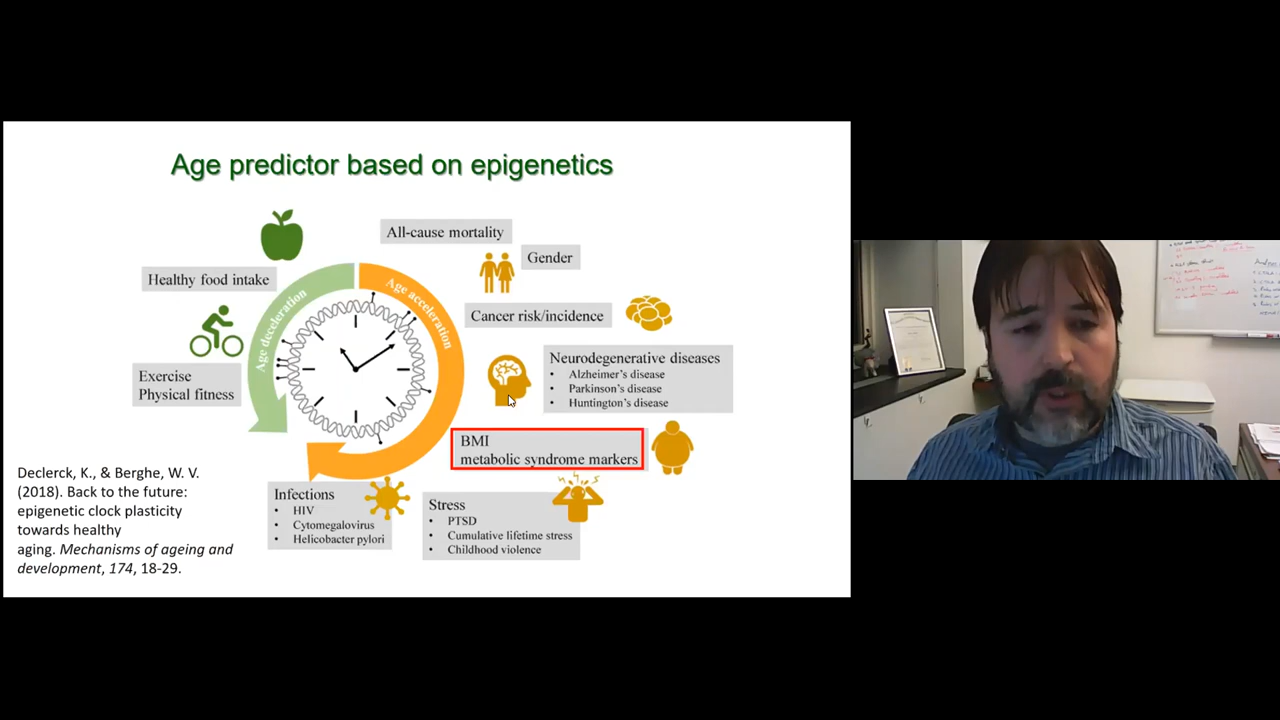 Age predictor based on epigenetics
All-cause mortality
Gender
Healthy food intake
Age deceleration
Age acceleration
Cancer risk/incidence
Exercise
Physical fitness
Neurodegenerative diseases
• Alzheimer's disease
• Parkinson's disease
• Huntington's disease
BMI
metabolic syndrome markers
Infections
• HIV
• Cytomegalovirus
• Helicobacter pylori
Stress
• PTSD
• Cumulative lifetime stress
• Childhood violence
Declerck, K., & Berghe, W. V.
(2018). Back to the future:
epigenetic clock plasticity
towards healthy
aging. Mechanisms of ageing and
development, 174, 18-29.